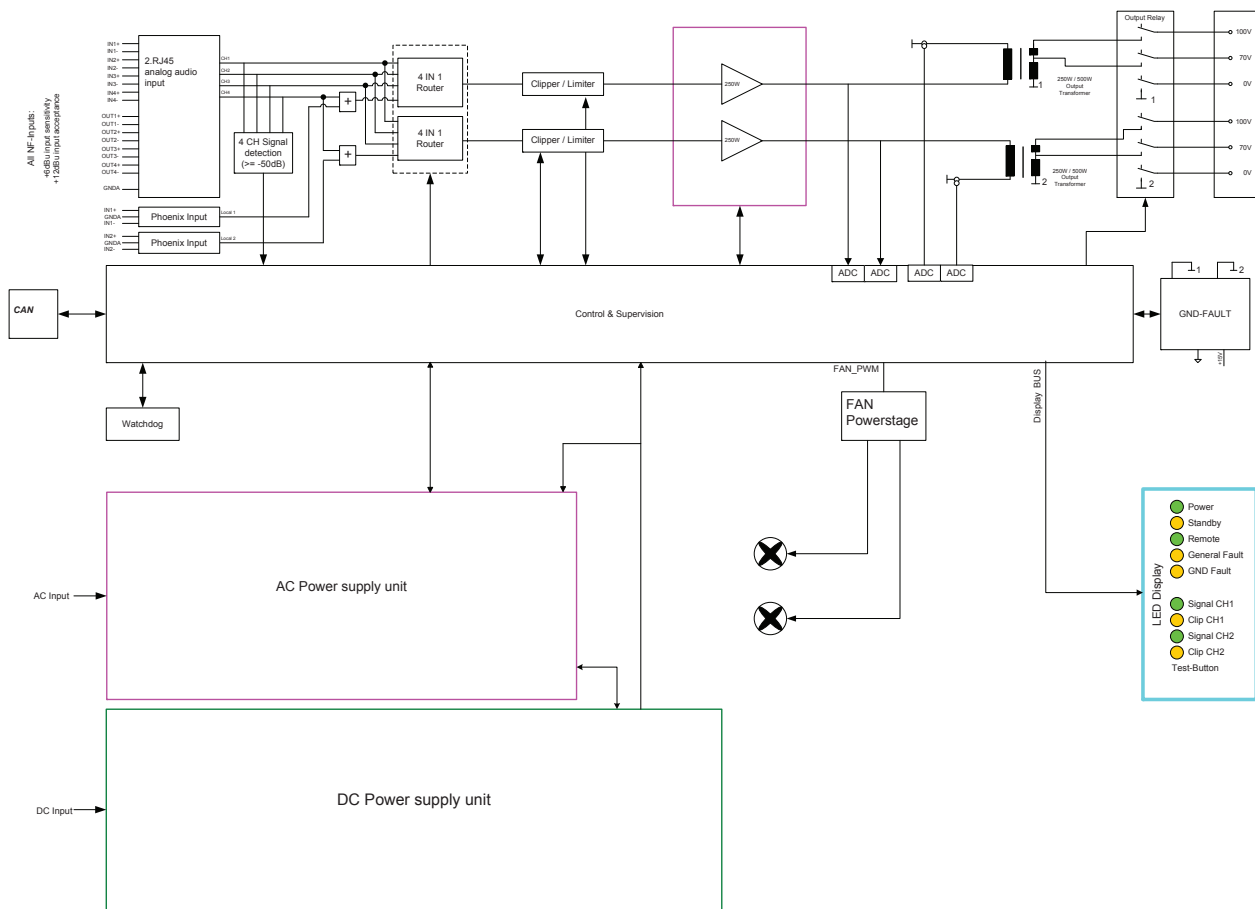 All NF-Inputs:
+6dBu input sensitivity
+12dBu input acceptance
IN1+
IN1-
IN2+
IN2-
IN3+
IN3-
IN4+
IN4-
OUT1+
OUT1-
OUT2+
OUT2-
OUT3+
OUT3-
OUT4+
OUT4-
GNDA
2.RJ45
analog audio
input
CH1
CH2
CH3
CH4
4 CH Signal
detection
(>= -50dB)
IN1+
GNDA
IN1-
Phoenix Input
Local 1
IN2+
GNDA
IN2-
Phoenix Input
Local 2
+
+
4 IN 1
Router
4 IN 1
Router
Clipper / Limiter
Clipper / Limiter
250W
250W
1
250W / 500W
Output
Transformer
2
250W / 500W
Output
Transformer
Output Relay
1
2
100V
70V
0V
100V
70V
0V
ADC
ADC
ADC
ADC
CAN
Control & Supervision
1
2
GND-FAULT
+15V
Watchdog
FAN_PWM
FAN
Powerstage
Display BUS
AC Input
AC Power supply unit
DC Input
DC Power supply unit
LED Display
Power
Standby
Remote
General Fault
GND Fault
Signal CH1
Clip CH1
Signal CH2
Clip CH2
Test-Button